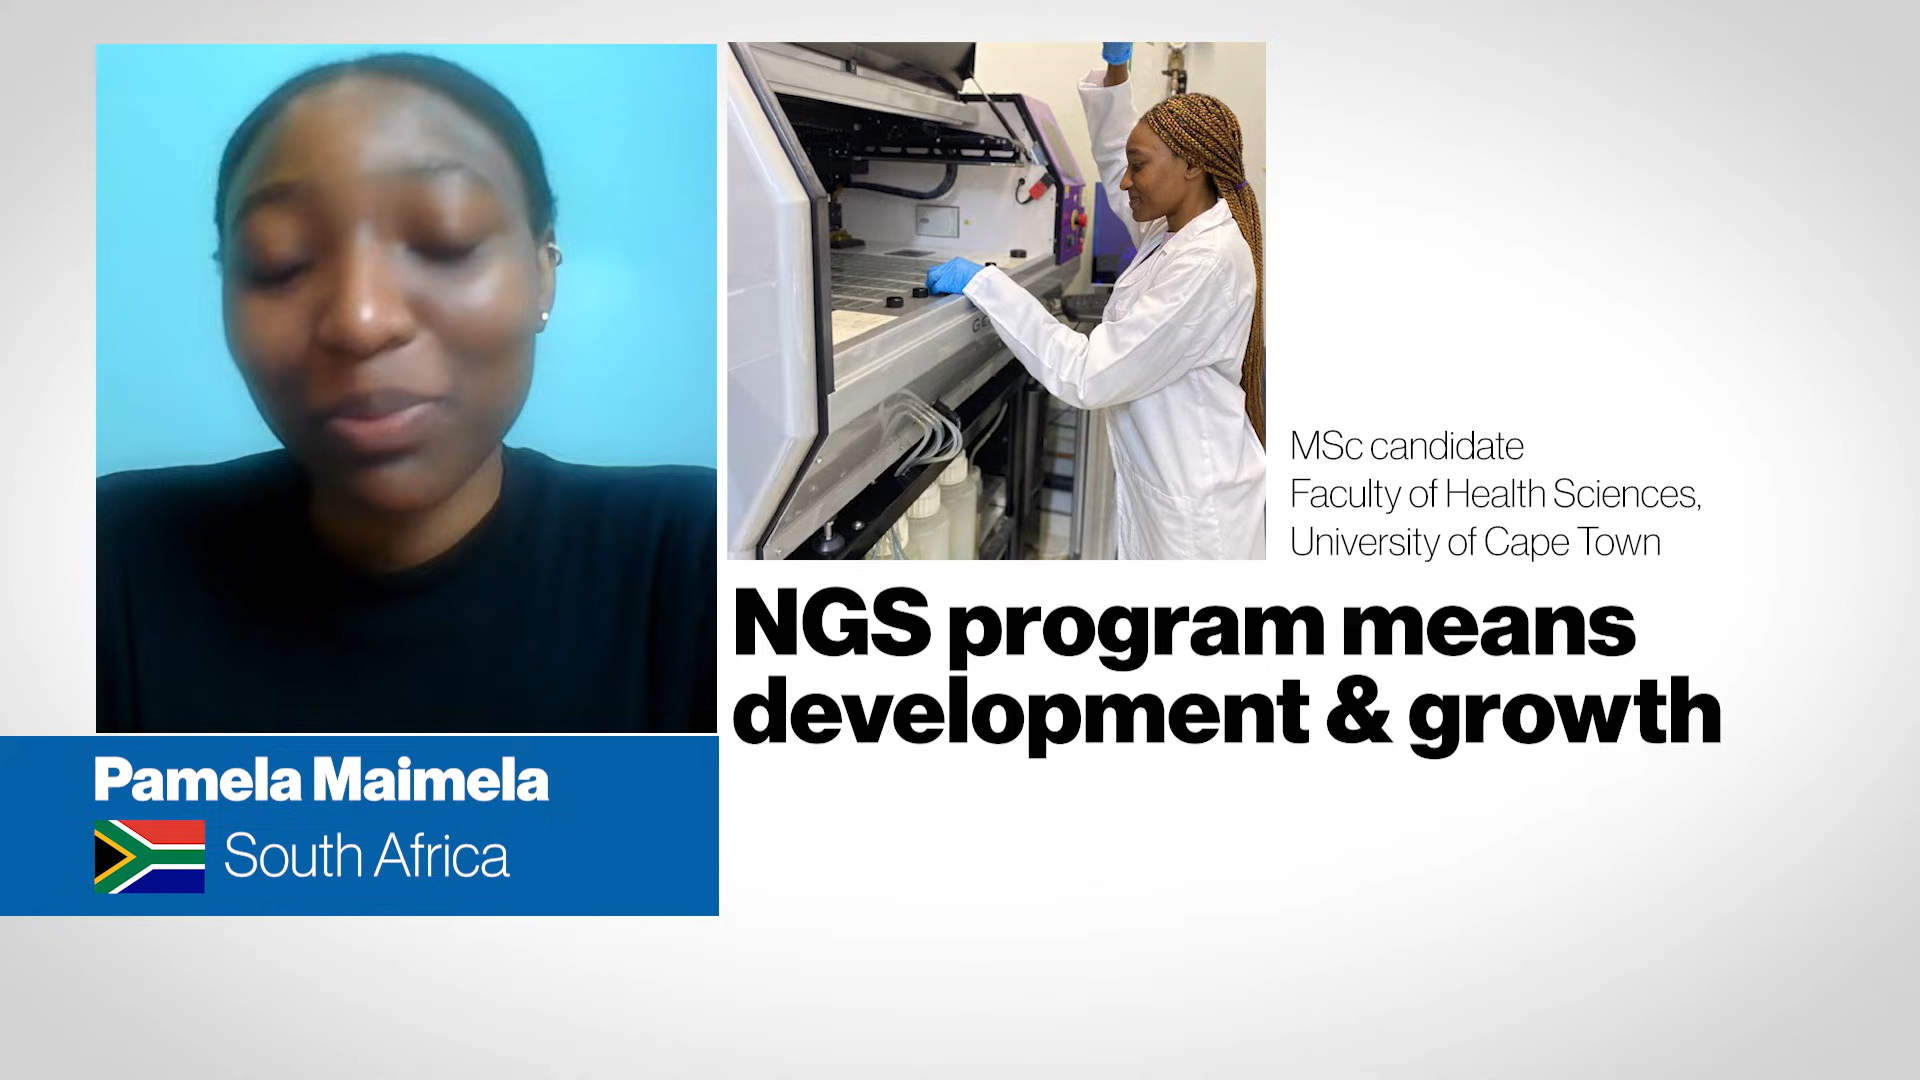 MSc candidate
Faculty of Health Sciences,
University of Cape Town
NGS program means
development & growth
Pamela Maimela
South Africa